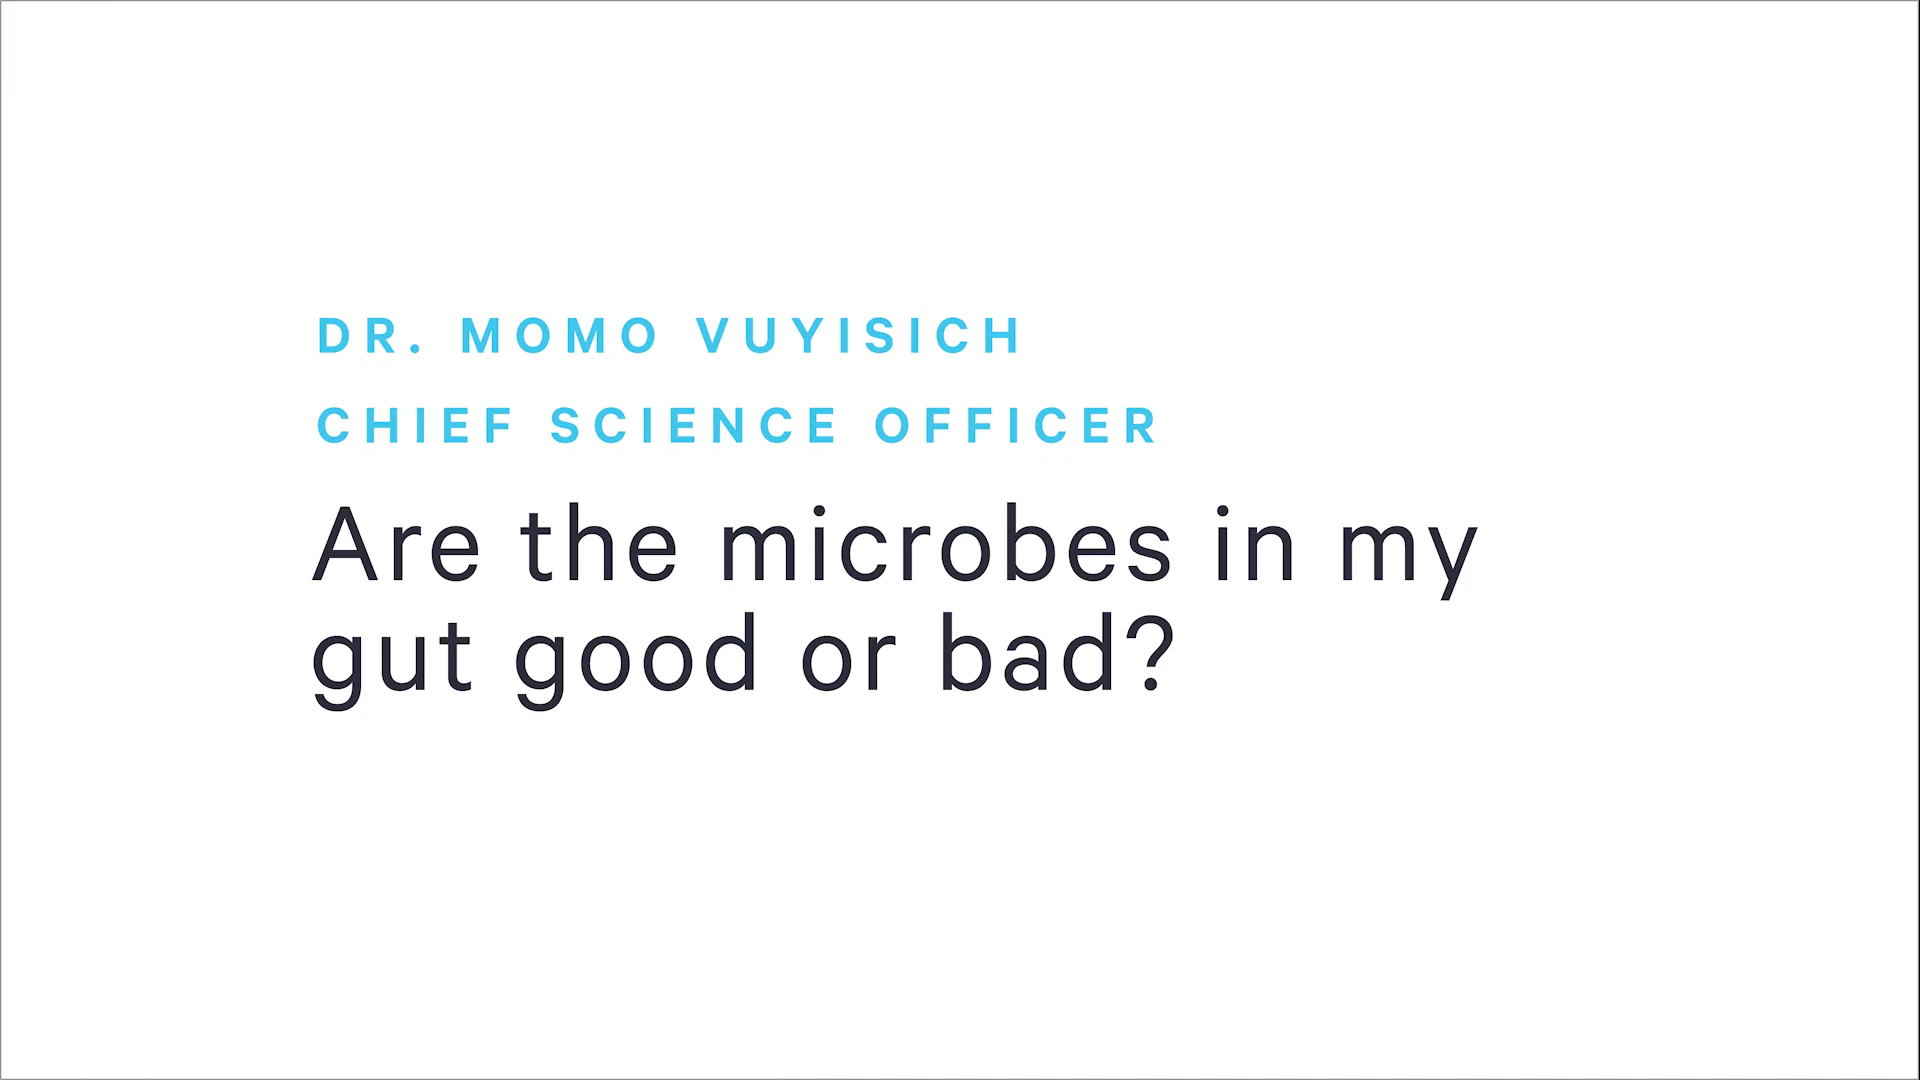 DR. MOMO VUYISICH
CHIEF SCIENCE OFFICER
Are the microbes in my
gut good or bad?